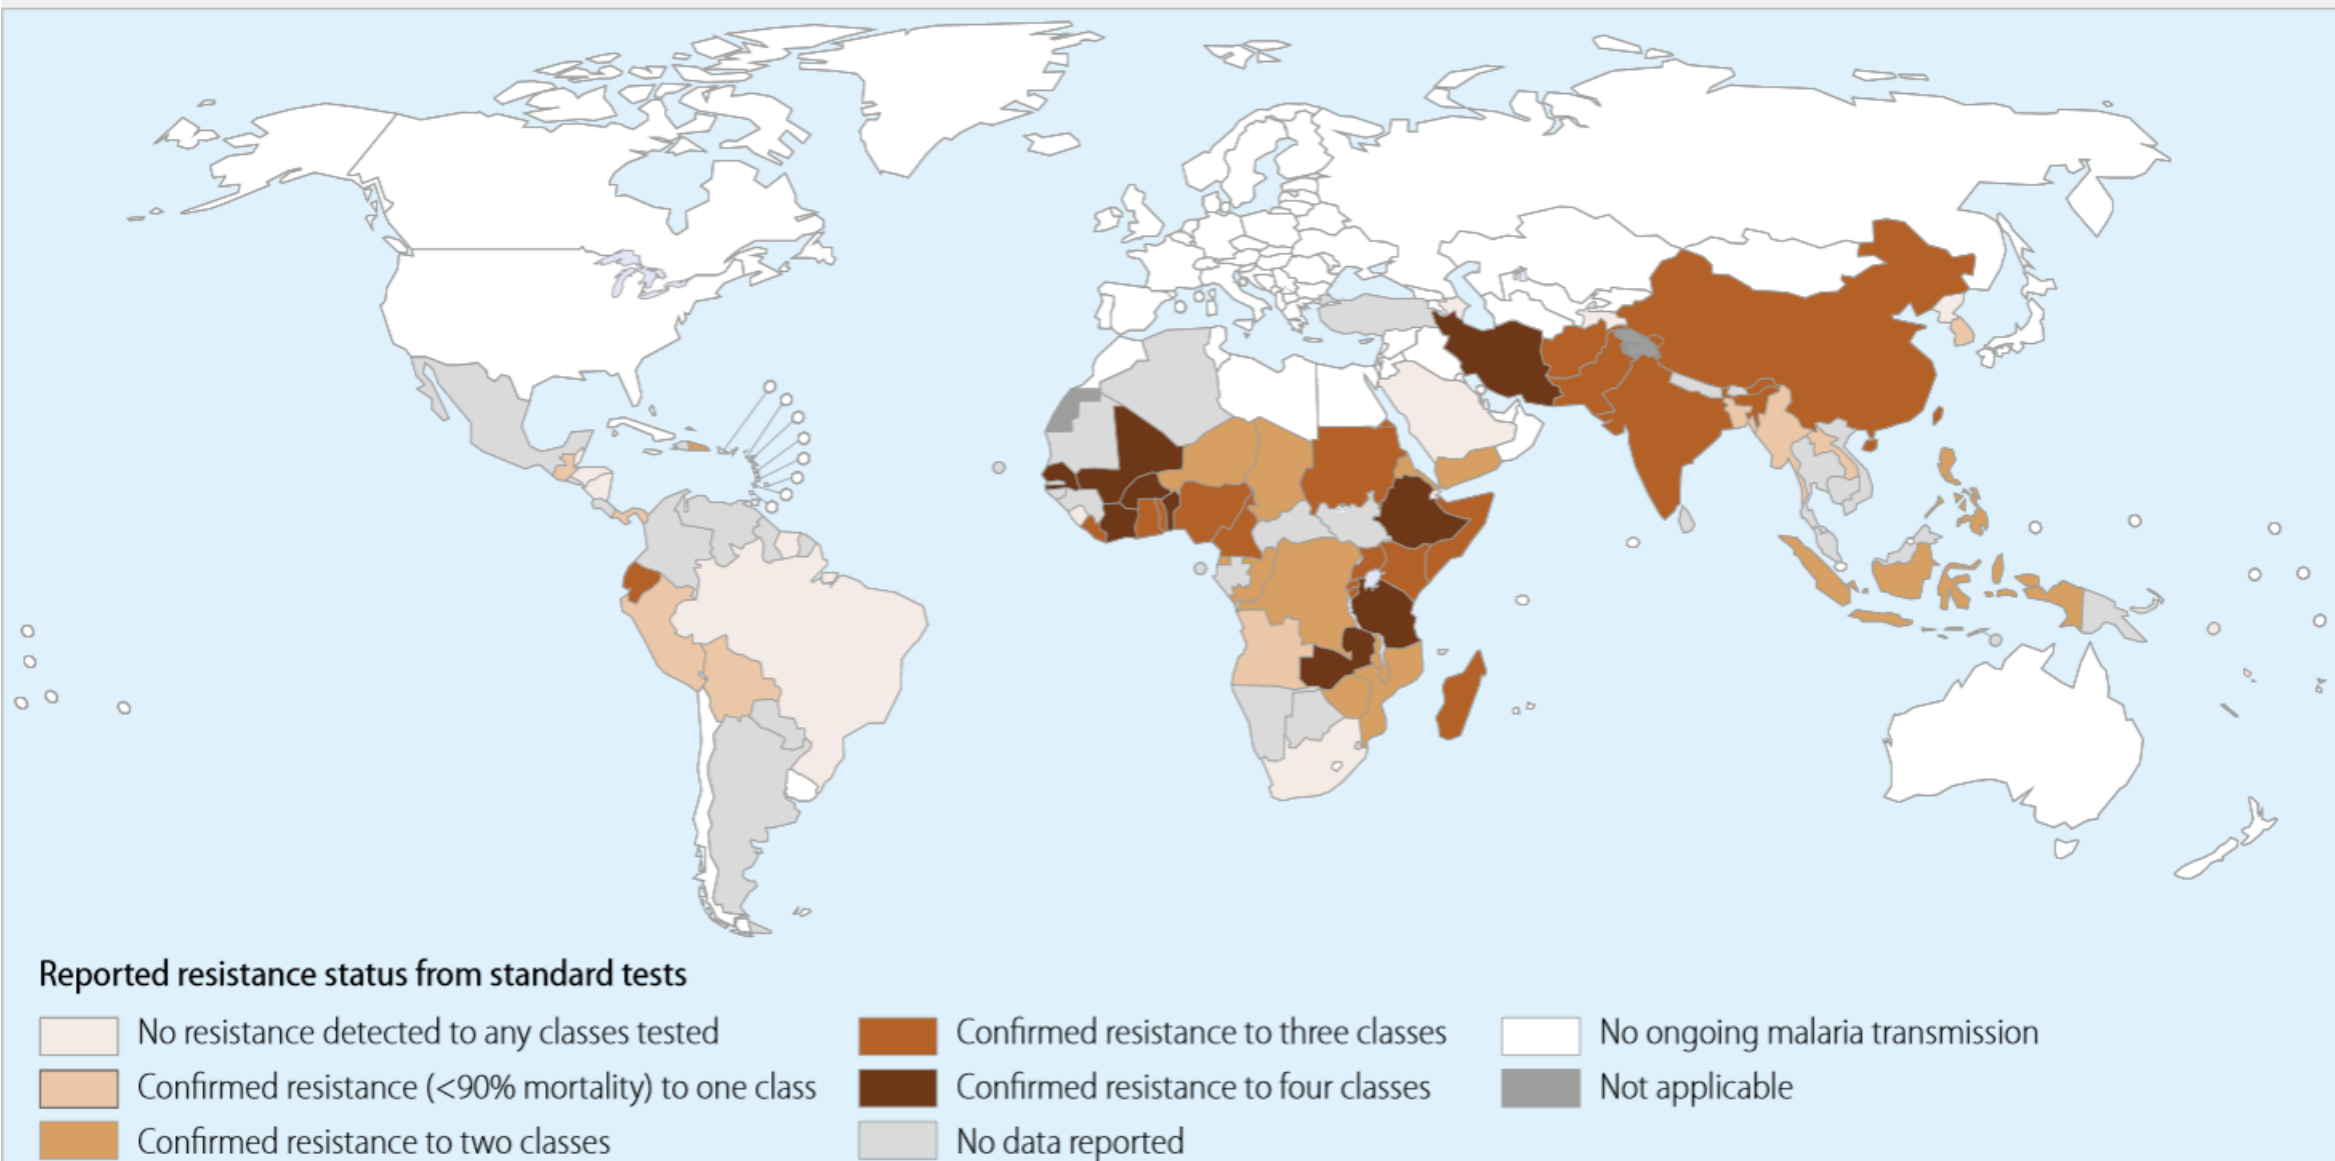 Reported resistance status from standard tests
No resistance detected to any classes tested
Confirmed resistance (<90% mortality) to one class
Confirmed resistance to two classes
Confirmed resistance to three classes
Confirmed resistance to four classes
No data reported
No ongoing malaria transmission
Not applicable